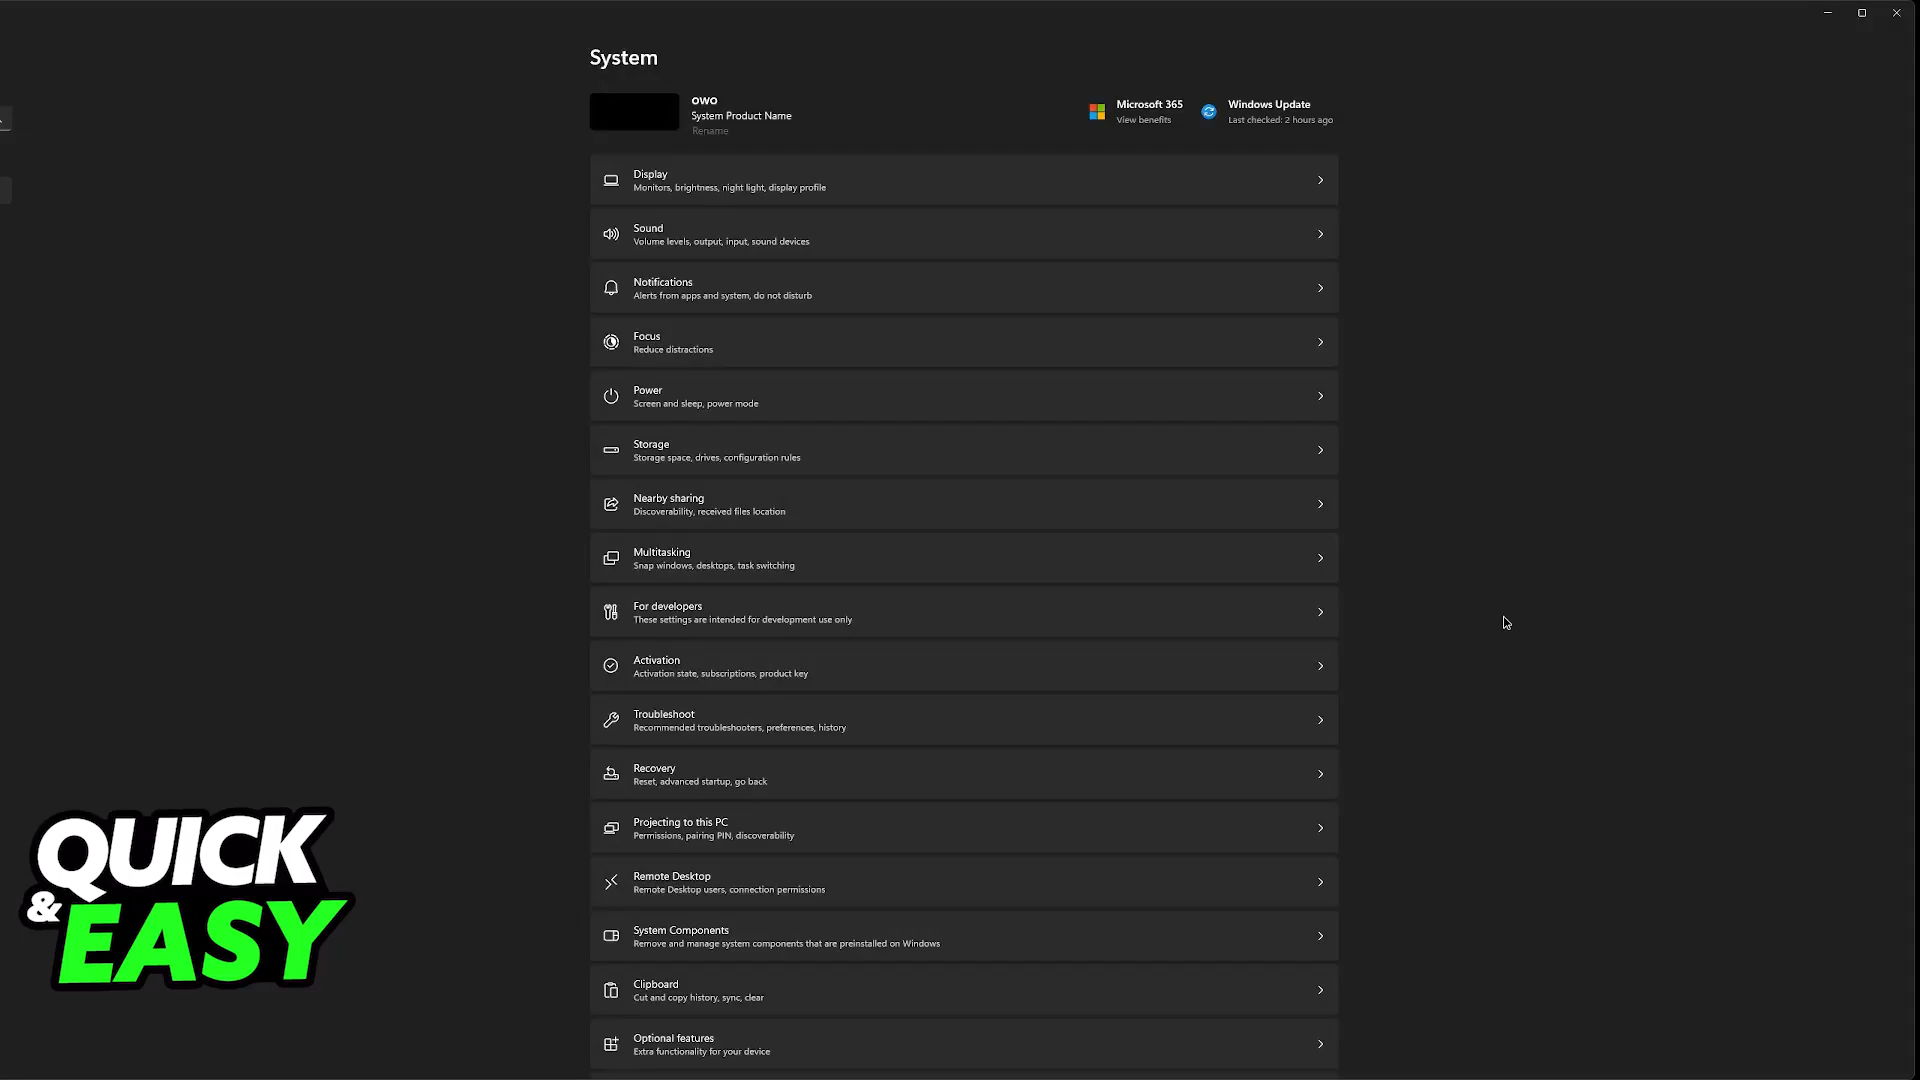 System
OWO
System Product Name
Rename
Microsoft 365
View benefits
Windows Update
Last checked: 2 hours ago
Display
Monitors, brightness, night light, display profile
Sound
Volume levels, output, input, sound devices
Notifications
Alerts from apps and system, do not disturb
Focus
Reduce distractions
Power
Screen and sleep, power mode
Storage
Storage space, drives, configuration rules
Nearby sharing
Discoverability, received files location
Multitasking
Snap windows, desktops, task switching
For developers
These settings are intended for development use only
Activation
Activation state, subscriptions, product key
Troubleshoot
Recommended troubleshooters, preferences, history
Recovery
Reset, advanced startup, go back
Projecting to this PC
Permissions, pairing PIN, discoverability
Remote Desktop
Remote Desktop users, connection permissions
System Components
Remove and manage system components that are preinstalled on Windows
Clipboard
Cut and copy history, sync, clear
Optional features
Extra functionality for your device
QUICK
&
EASY